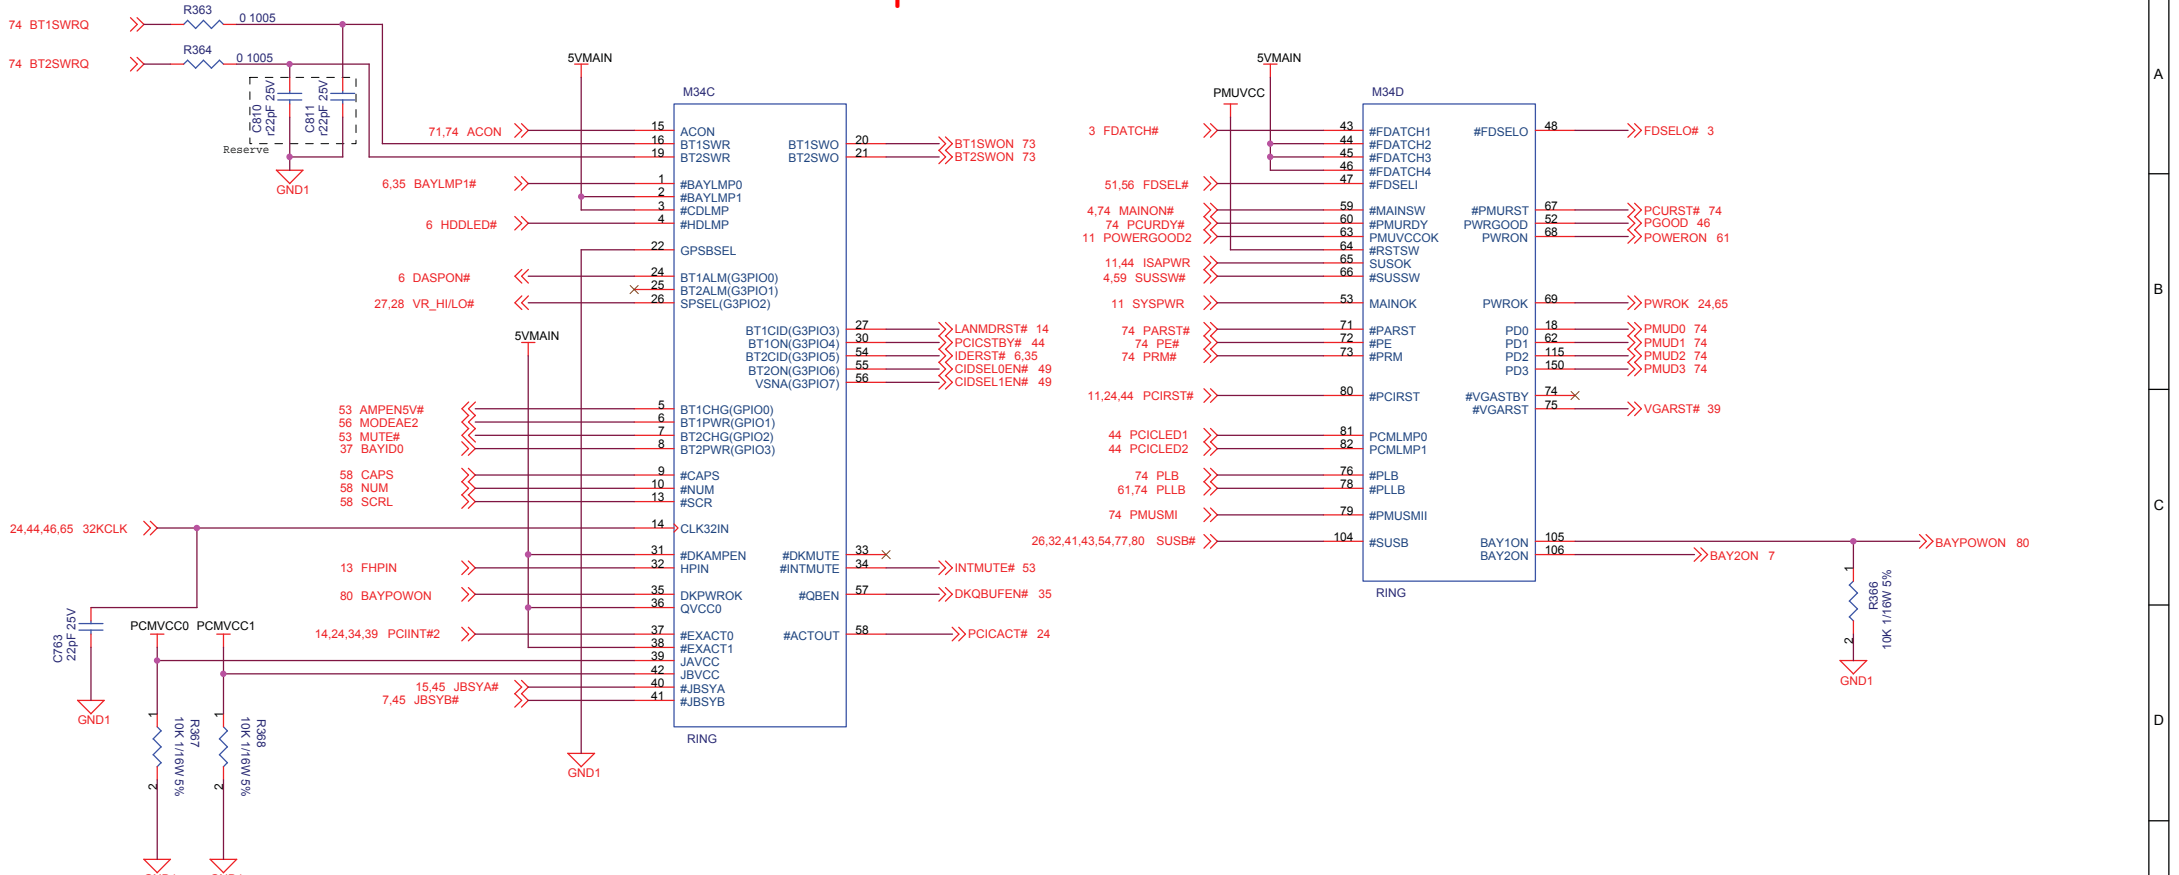 74 BT1SWRQ
R363
0 1005
74 BT2SWRQ
R364
0 1005
C810
r22pF 25V
C811
r22pF 25V
Reserve
GND1
5VMAIN
M34C
71,74 ACON
15 ACON
16 BT1SWR
19 BT2SWR
BT1SWO 20
BT1SWON 73
BT2SWO 21
BT2SWON 73
6,35 BAYLMP1#
1 #BAYLMP0
2 #BAYLMP1
3 #CDLMP
6 HDDLED#
4 #HDLMP
22 GPSBSEL
6 DASPON#
24 BT1ALM(G3PIO0)
25 BT2ALM(G3PIO1)
27,28 VR_HI/LO#
26 SPSEL(G3PIO2)
5VMAIN
BT1CID(G3PIO3) 27
LANMDRST# 14
BT1ON(G3PIO4) 30
PCICSTBY# 44
BT2CID(G3PIO5) 54
IDERST# 6,35
BT2ON(G3PIO6) 55
CIDSEL0EN# 49
VSNA(G3PIO7) 56
CIDSEL1EN# 49
53 AMPEN5V#
5 BT1CHG(GPIO0)
56 MODEAE2
6 BT1PWR(GPIO1)
53 MUTE#
7 BT2CHG(GPIO2)
37 BAYID0
8 BT2PWR(GPIO3)
58 CAPS
9 #CAPS
58 NUM
10 #NUM
58 SCRL
13 #SCR
24,44,46,65 32KCLK
14 CLK32IN
31 #DKAMPEN
#DKMUTE 33
13 FHPIN
32 HPIN
#INTMUTE 34
INTMUTE# 53
80 BAYPOWON
35 DKPWROK
36 QVCC0
#QBEN 57
DKQBUFEN# 35
14,24,34,39 PCIINT#2
37 #EXACT0
38 #EXACT1
#ACTOUT 58
PCICACT# 24
39 JAVCC
42 JBVCC
15,45 JBSYA#
40 #JBSYA
7,45 JBSYB#
41 #JBSYB
RING
GND1
C763
22pF 25V
GND1
PCMVCC0 PCMVCC1
1
R367
10K 1/16W 5%
2
1
R368
10K 1/16W 5%
2
5VMAIN
PMUVCC
M34D
3 FDATCH#
43 #FDATCH1
44 #FDATCH2
45 #FDATCH3
46 #FDATCH4
51,56 FDSEL#
47 #FDSELI
#FDSELO 48
FDSELO# 3
4,74 MAINON#
59 #MAINSW
74 PCURDY#
60 #PMURDY
11 POWERGOOD2
63 PMUVCCOK
64 #RSTSW
11,44 ISAPWR
65 SUSOK
4,59 SUSSW#
66 #SUSSW
#PMURST 67
PCURST# 74
PWRGOOD 52
PGOOD 46
PWRON 68
POWERON 61
11 SYSPWR
53 MAINOK
PWROK 69
PWROK 24,65
74 PARST#
71 #PARST
74 PE#
72 #PE
74 PRM#
73 #PRM
PD0 18
PMUD0 74
PD1 62
PMUD1 74
PD2 115
PMUD2 74
PD3 150
PMUD3 74
11,24,44 PCIRST#
80 #PCIRST
#VGASTBY 74
#VGARST 75
VGARST# 39
44 PCICLED1
81 PCMLMP0
44 PCICLED2
82 PCMLMP1
74 PLB
76 #PLB
61,74 PLLB
78 #PLLB
74 PMUSMI
79 #PMUSMII
26,32,41,43,54,77,80 SUSB#
104 #SUSB
BAY1ON 105
BAYPOWON 80
BAY2ON 106
BAY2ON 7
RING
1
R366
10K 1/16W 5%
2
GND1
A
B
C
D